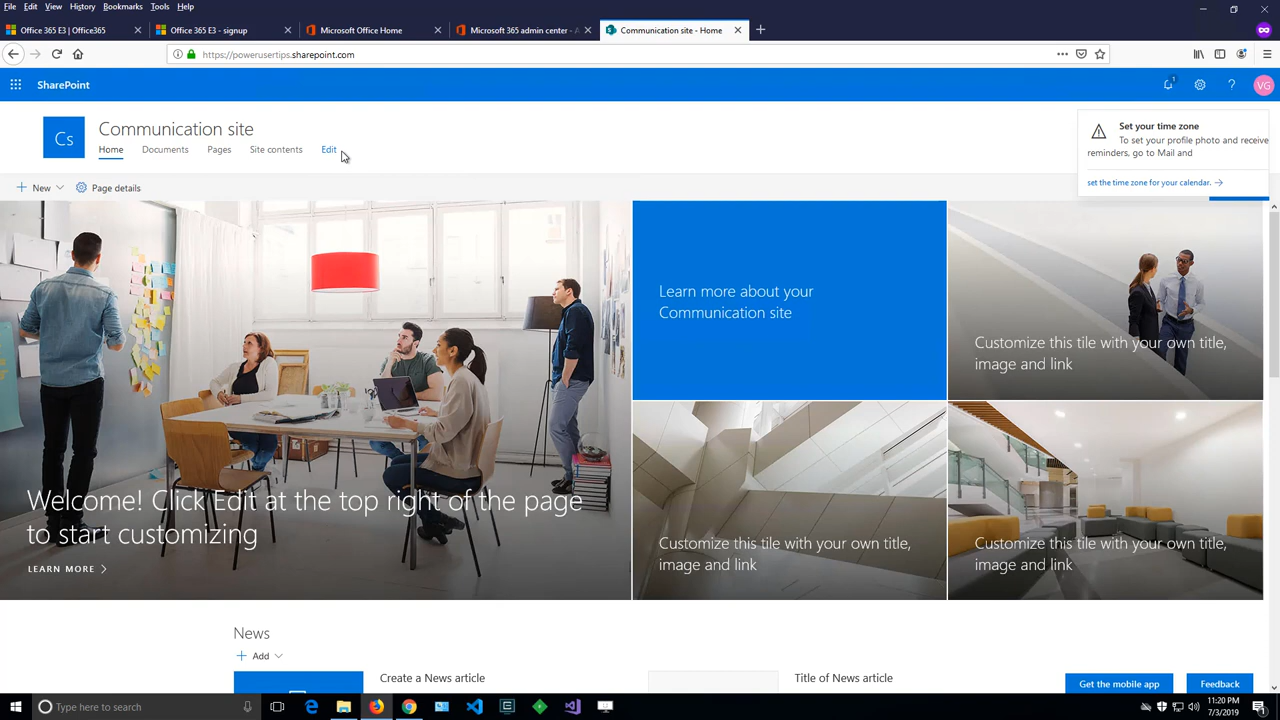 File Edit View History Bookmarks Tools Help
Office 365 E3 | Office365
Office 365 E3 - signup
Microsoft Office Home
Microsoft 365 admin center - A
Communication site - Home
https://powerusertips.sharepoint.com
SharePoint
1
VG
Cs
Communication site
Home Documents Pages Site contents Edit
Set your time zone
To set your profile photo and receive
reminders, go to Mail and
set the time zone for your calendar.
New
Page details
Learn more about your
Communication site
Customize this tile with your own title,
image and link
Welcome! Click Edit at the top right of the page
to start customizing
LEARN MORE
Customize this tile with your own title,
image and link
Customize this tile with your own title,
image and link
News
Add
Create a News article
Title of News article
Get the mobile app
Feedback
Type here to search
11:20 PM
7/3/2019
1